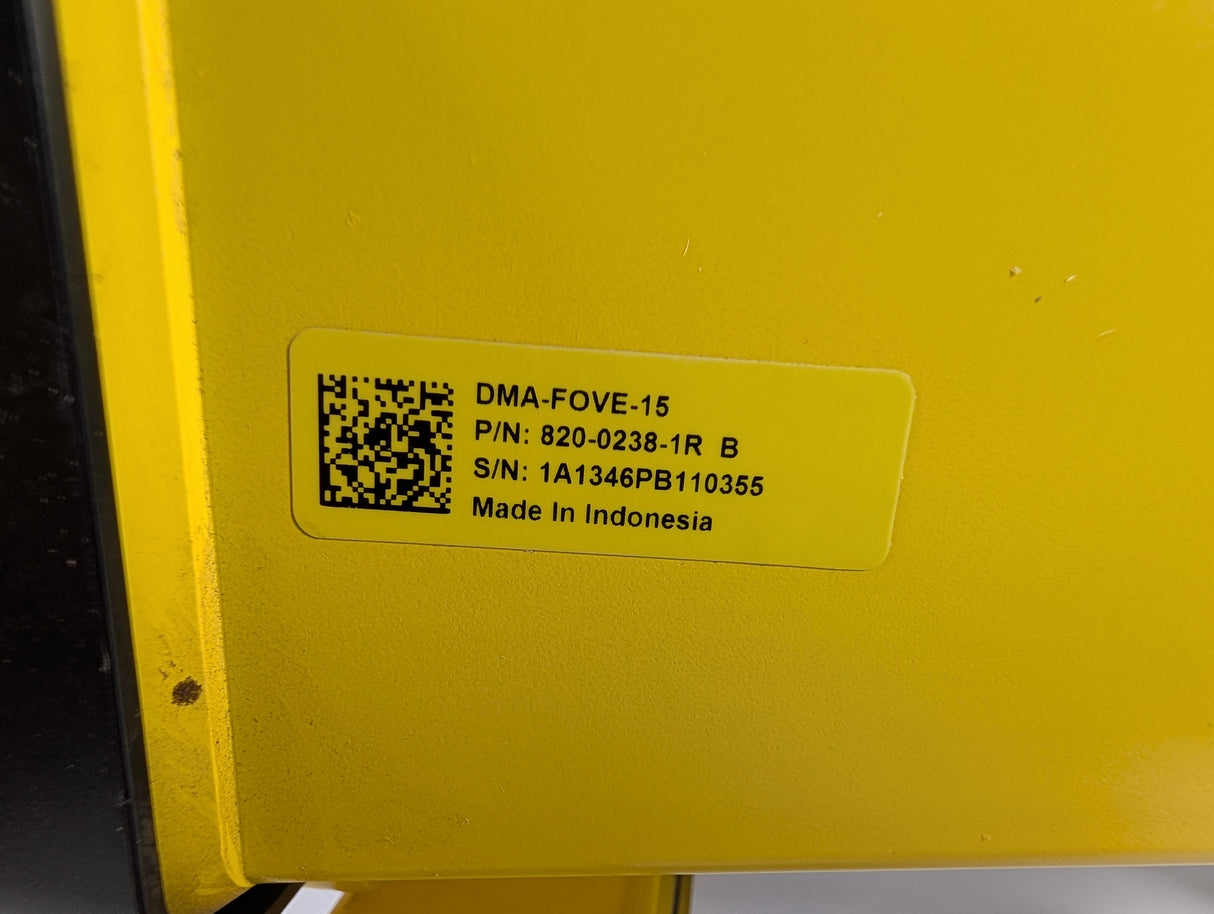 DMA-FOVE-15
P/N: 820-0238-1R B
S/N: 1A1346PB110355
Made In Indonesia